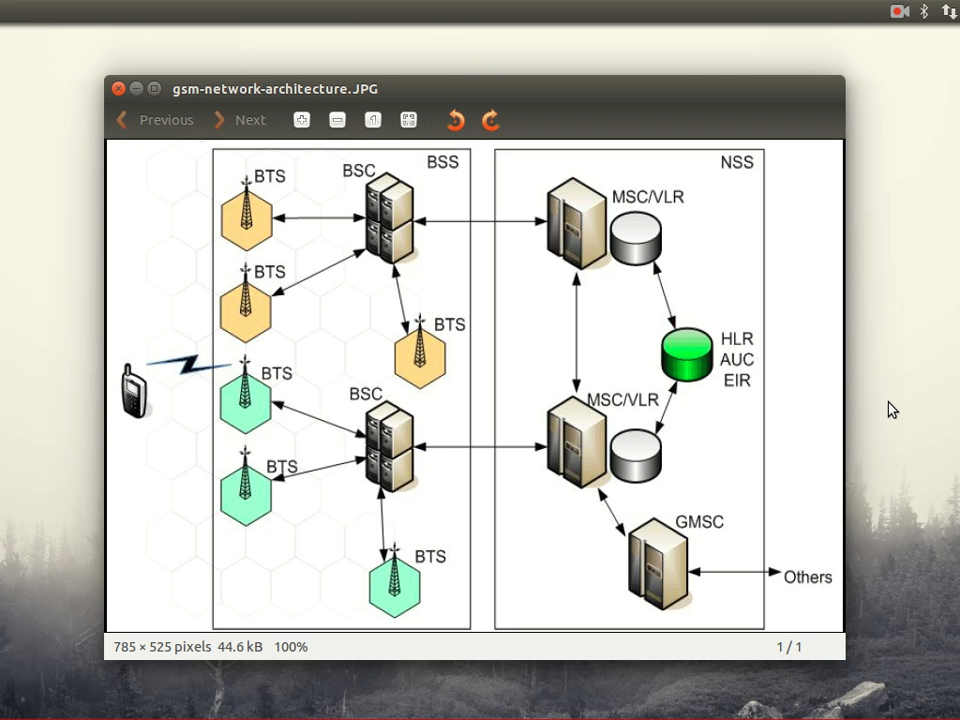 gsm-network-architecture.JPG
Previous
Next
BSS
NSS
BTS
BSC
MSC/VLR
BTS
BTS
HLR
AUC
EIR
BTS
BSC
MSC/VLR
BTS
GMSC
BTS
Others
785 × 525 pixels 44.6 kB 100%
1 / 1